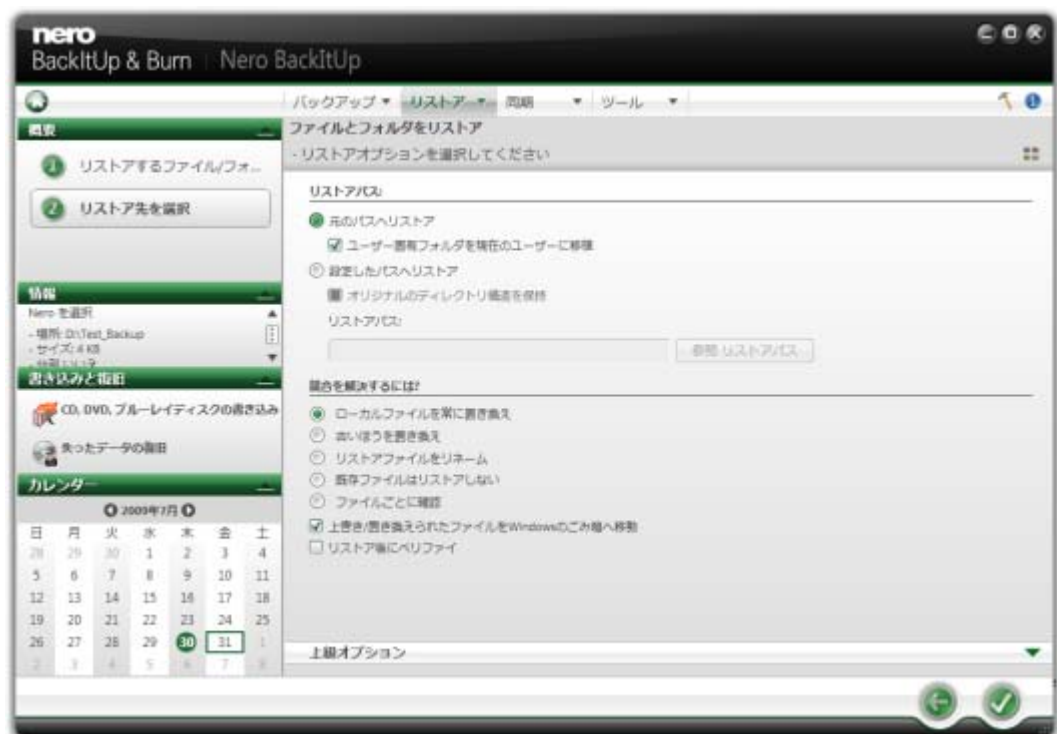 nero
BackItUp & Burn | Nero BackItUp
バックアップ リストア 同期 ツール
概要
1 リストアするファイル/フォ...
2 リストア先を選択
ファイルとフォルダをリストア
- リストアオプションを選択してください
リストアパス:
元のパスへリストア
ユーザー固有フォルダを現在のユーザーに移植
設定したパスへリストア
オリジナルのディレクトリ構造を保持
リストアパス:
参照 リストアパス
競合を解決するには?
ローカルファイルを常に書き換え
古いほうを書き換え
リストアファイルをリネーム
既存ファイルはリストアしない
ファイルごとに確認
上書き/置き換えられたファイルをWindowsのごみ箱へ移動
リストア後にベリファイ
上級オプション
情報
Nero を選択
- 場所: D:\Test_Backup
- サイズ: 4 KB
書き込みと復旧
CD, DVD, ブルーレイディスクの書き込み
失ったデータの復旧
カレンダー
2009年7月
日 月 火 水 木 金 土
28 29 30 1 2 3 4
5 6 7 8 9 10 11
12 13 14 15 16 17 18
19 20 21 22 23 24 25
26 27 28 29 30 31 1
2 3 4 5 6 7 8